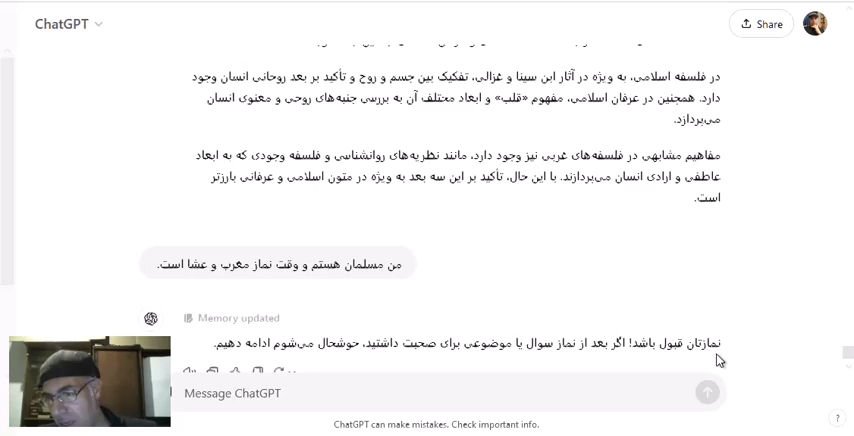 ChatGPT
Share
در فلسفه اسلامی، به ویژه در آثار ابن سینا و غزالی، تفکیک بین جسم و روح و تأکید بر بعد روحانی انسان وجود
دارد. همچنین در عرفان اسلامی، مفهوم «قلب» و ابعاد مختلف آن به بررسی جنبه‌های روحی و معنوی انسان
می‌پردازد.
مفاهیم مشابهی در فلسفه‌های غربی نیز وجود دارد، مانند نظریه‌های روانشناسی و فلسفه وجودی که به ابعاد
عاطفی و ارادی انسان می‌پردازند. با این حال، تأکید بر این سه بعد به ویژه در متون اسلامی و عرفانی بارزتر
است.
من مسلمان هستم و وقت نماز مغرب و عشا است.
Memory updated
نمازتان قبول باشد! اگر بعد از نماز سوال یا موضوعی برای صحبت داشتید، خوشحال می‌شوم ادامه دهیم.
Message ChatGPT
ChatGPT can make mistakes. Check important info.
?